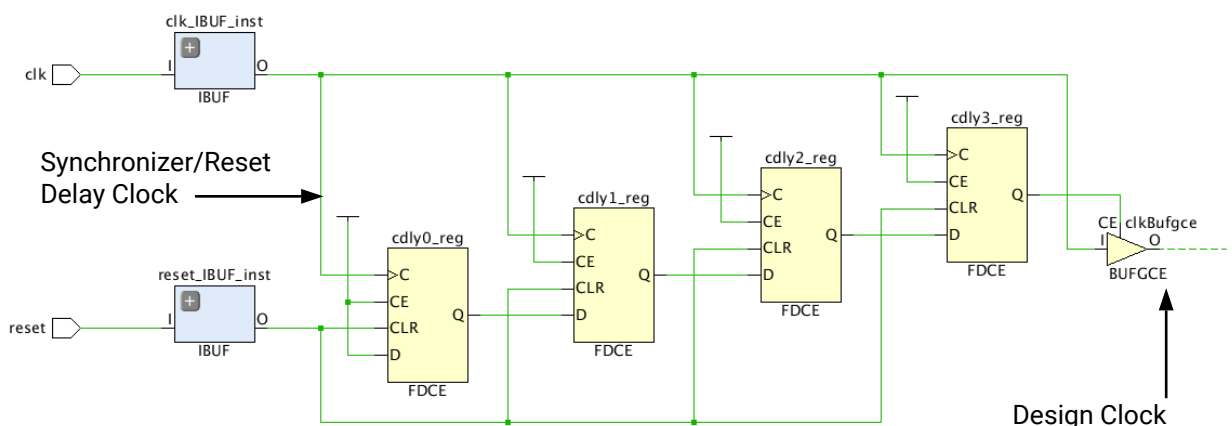 clk_IBUF_inst
clk
I
O
IBUF
Synchronizer/Reset
Delay Clock
reset_IBUF_inst
reset
I
O
IBUF
cdly0_reg
C
CE
CLR
D
Q
FDCE
cdly1_reg
C
CE
CLR
D
Q
FDCE
cdly2_reg
C
CE
CLR
D
Q
FDCE
cdly3_reg
C
CE
CLR
D
Q
FDCE
CE clkBufgce
I
O
BUFGCE
Design Clock